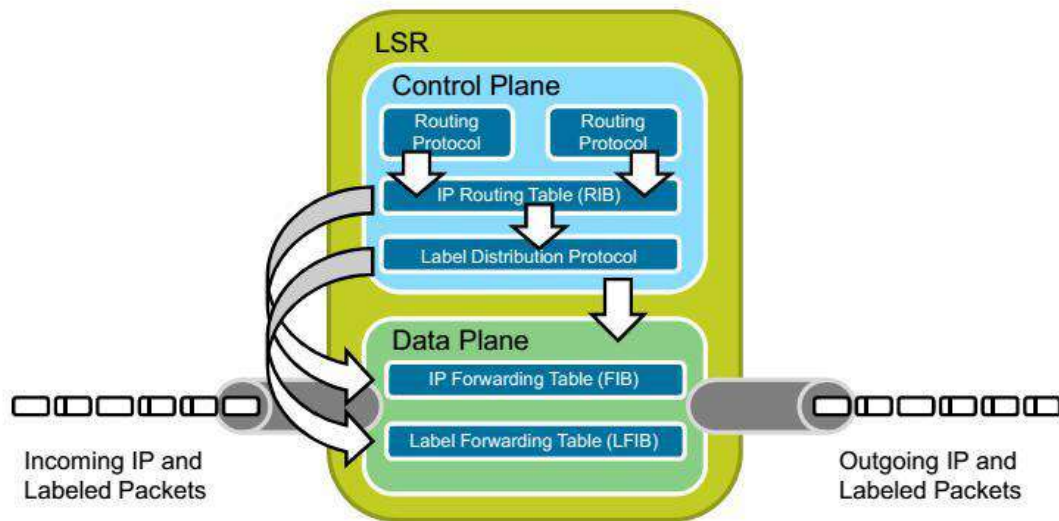 LSR
Control Plane
Routing
Protocol
Routing
Protocol
IP Routing Table (RIB)
Label Distribution Protocol
Data Plane
IP Forwarding Table (FIB)
Label Forwarding Table (LFIB)
Incoming IP and
Labeled Packets
Outgoing IP and
Labeled Packets